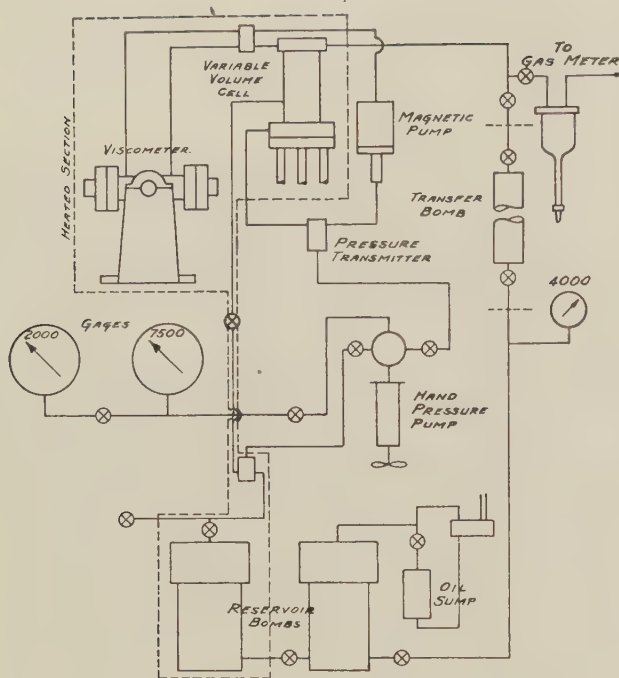 TO
GAS METER
VARIABLE
VOLUME
CELL
MAGNETIC
PUMP
VISCOMETER.
HEATED SECTION
TRANSFER
BOMB
PRESSURE
TRANSMITTER
4000
GAGES
2000
7500
HAND
PRESSURE
PUMP
OIL
SUMP
RESERVOIR
BOMBS